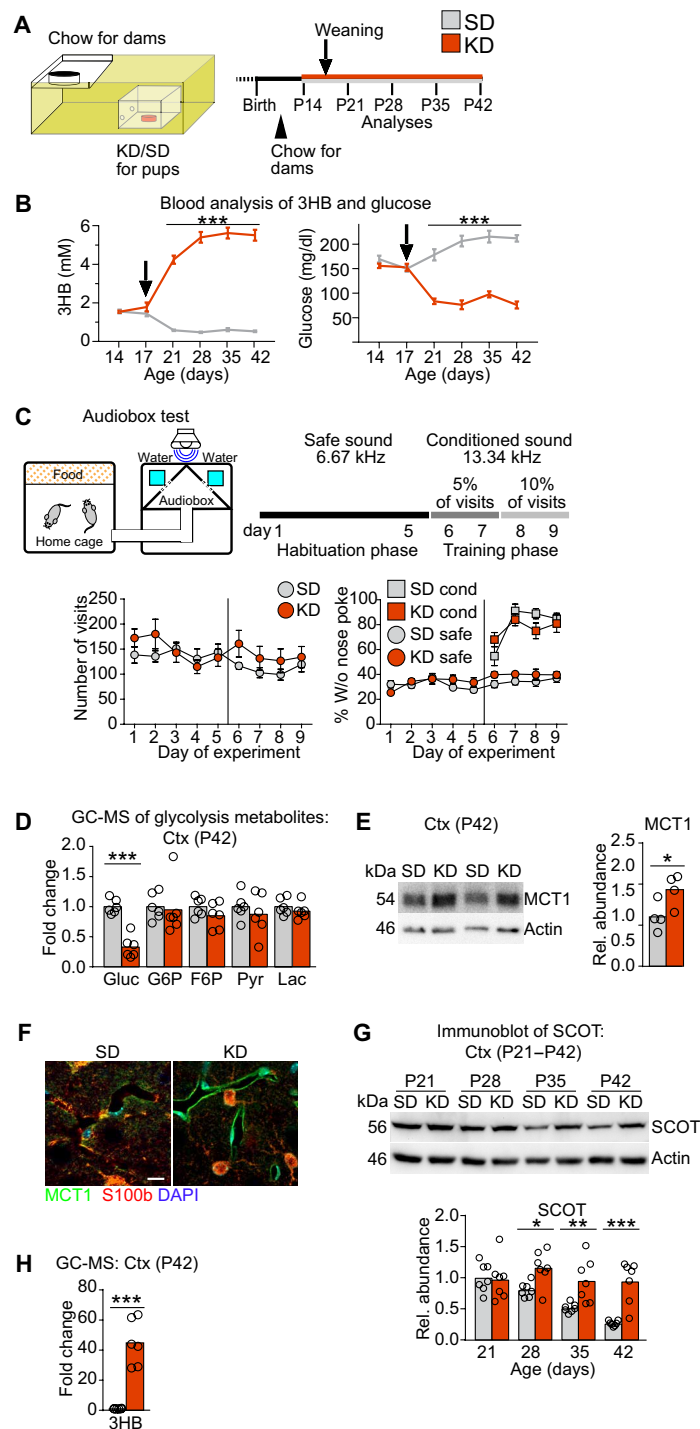 A
Chow for dams
KD/SD
for pups
Weaning
SD
KD
Birth P14 P21 P28 P35 P42
Analyses
Chow for
dams
B
Blood analysis of 3HB and glucose
***
6
4
2
0
3HB (mM)
14 17 21 28 35 42
Age (days)
***
200
150
100
50
Glucose (mg/dl)
14 17 21 28 35 42
Age (days)
C
Audiobox test
Water Water
Food
Audiobox
Home cage
Safe sound
6.67 kHz
Conditioned sound
13.34 kHz
5%
of visits
10%
of visits
day 1 5 6 7 8 9
Habituation phase Training phase
Number of visits
250
200
150
100
50
0
SD
KD
1 2 3 4 5 6 7 8 9
Day of experiment
% W/o nose poke
100
80
60
40
20
0
SD cond
KD cond
SD safe
KD safe
1 2 3 4 5 6 7 8 9
Day of experiment
D
GC-MS of glycolysis metabolites:
Ctx (P42)
Fold change
2.0
1.5
1.0
0.5
0.0
***
Gluc G6P F6P Pyr Lac
E
Ctx (P42)
kDa SD KD SD KD
54 MCT1
46 Actin
MCT1
Rel. abundance
2.0
1.5
1.5
1.0
0
*
F
SD KD
MCT1 S100b DAPI
G
Immunoblot of SCOT:
Ctx (P21–P42)
P21 P28 P35 P42
kDa SD KD SD KD SD KD SD KD
56 SCOT
46 Actin
SCOT
Rel. abundance
2.0
1.5
1.0
0.5
0.0
* ** ***
21 28 35 42
Age (days)
H
GC-MS: Ctx (P42)
Fold change
80
60
40
20
0
***
3HB